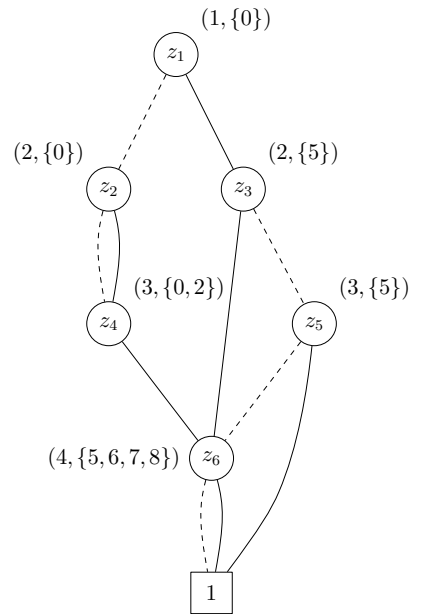 (1, {0})
z₁
(2, {0})
(2, {5})
z₂
z₃
(3, {0, 2})
(3, {5})
z₄
z₅
(4, {5, 6, 7, 8})
z₆
1